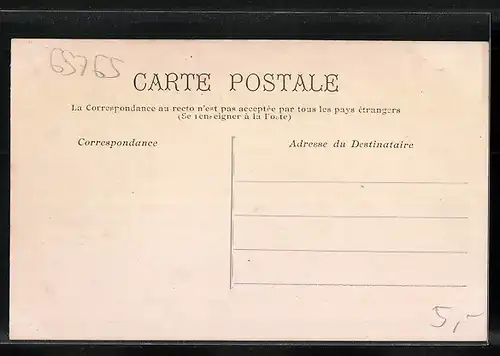 65765
CARTE POSTALE
La Correspondance au recto n'est pas acceptée par tous les pays étrangers
(Se renseigner à la Poste)
Correspondance
Adresse du Destinataire
5,-